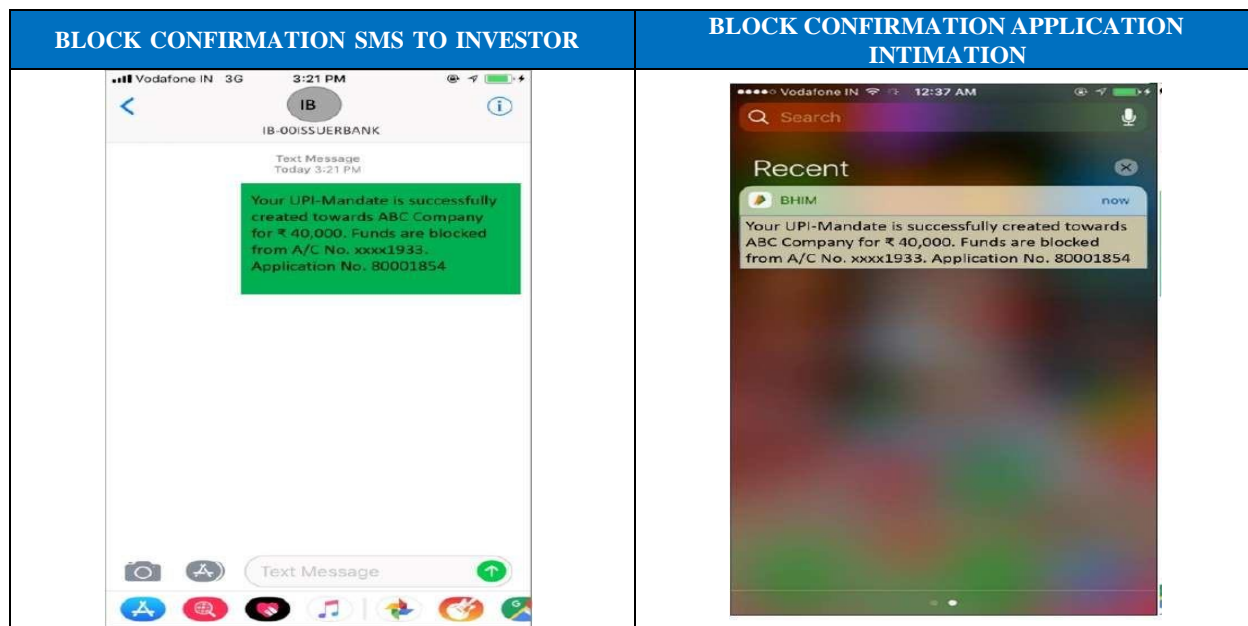 BLOCK CONFIRMATION SMS TO INVESTOR
BLOCK CONFIRMATION APPLICATION
INTIMATION
Vodafone IN 3G 3:21 PM
IB
IB-00ISSUERBANK
Text Message
Today 3:21 PM
Your UPI-Mandate is successfully
created towards ABC Company
for ₹ 40,000. Funds are blocked
from A/C No. xxxx1933.
Application No. 80001854
Text Message
Vodafone IN 12:37 AM
Search
Recent
BHIM now
Your UPI-Mandate is successfully created towards
ABC Company for ₹ 40,000. Funds are blocked
from A/C No. xxxx1933. Application No. 80001854